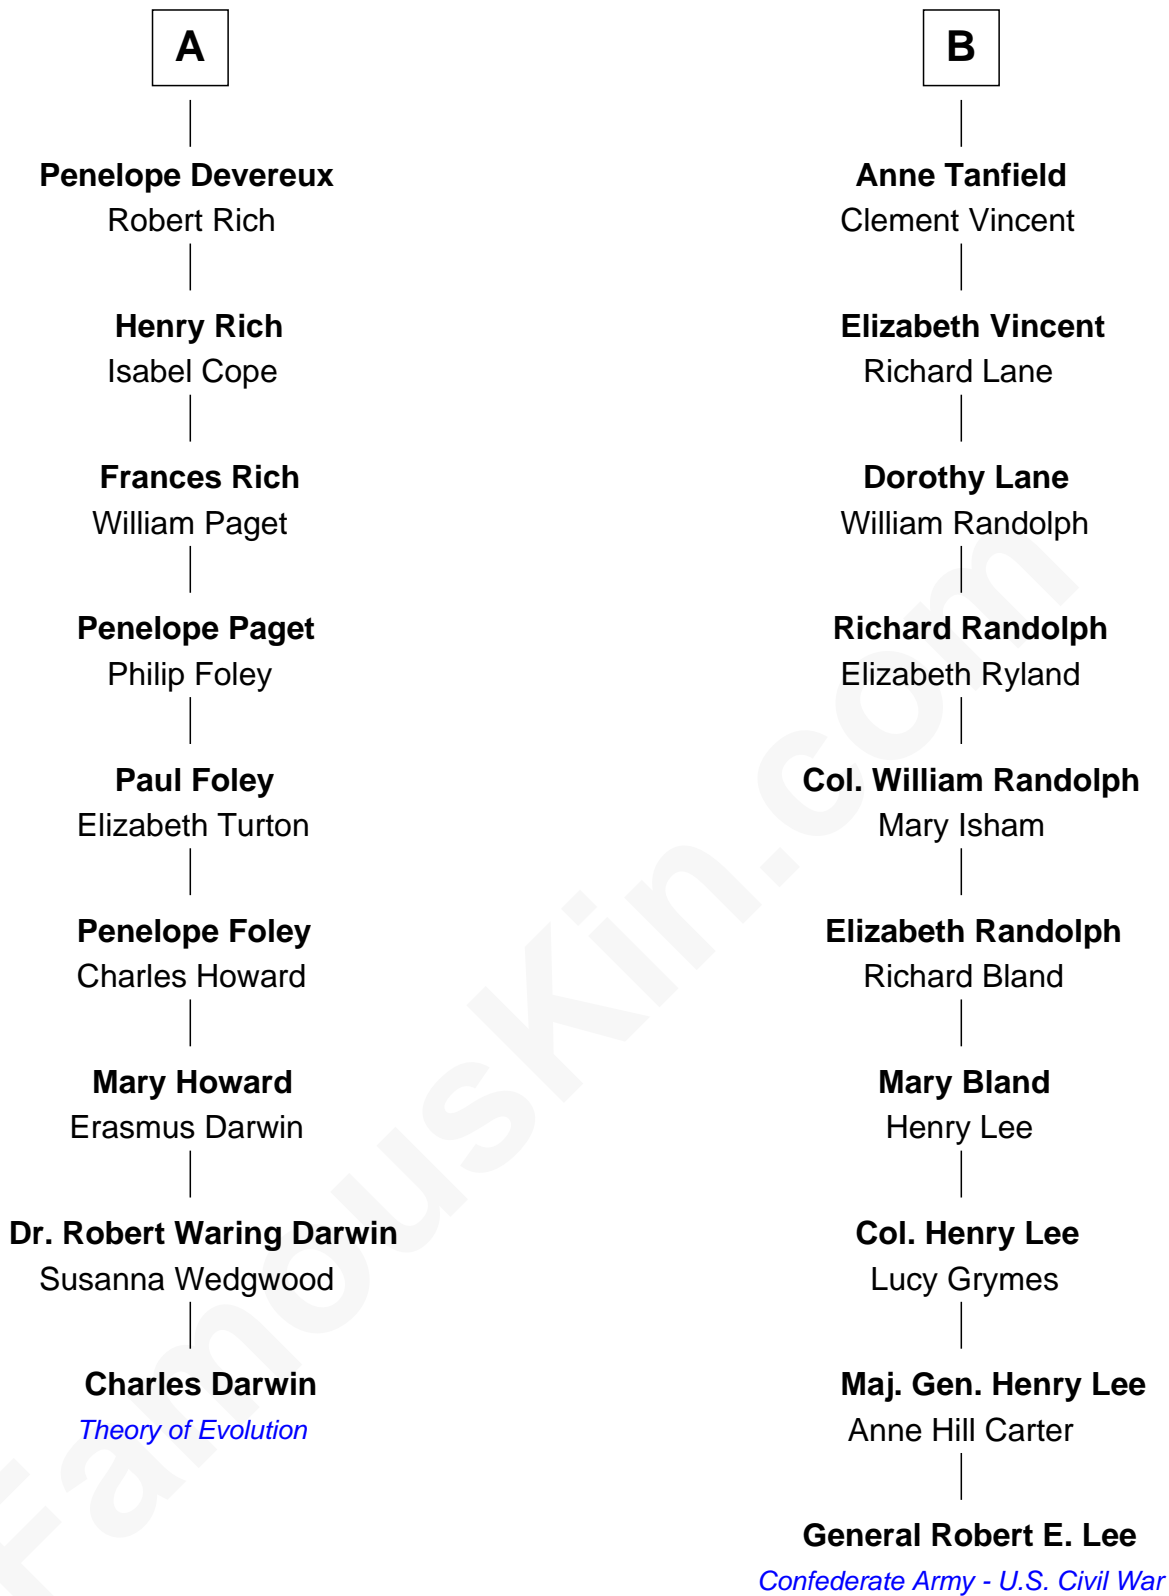 A
Penelope Devereux
Robert Rich
Henry Rich
Isabel Cope
Frances Rich
William Paget
Penelope Paget
Philip Foley
Paul Foley
Elizabeth Turton
Penelope Foley
Charles Howard
Mary Howard
Erasmus Darwin
Dr. Robert Waring Darwin
Susanna Wedgwood
Charles Darwin
Theory of Evolution
B
Anne Tanfield
Clement Vincent
Elizabeth Vincent
Richard Lane
Dorothy Lane
William Randolph
Richard Randolph
Elizabeth Ryland
Col. William Randolph
Mary Isham
Elizabeth Randolph
Richard Bland
Mary Bland
Henry Lee
Col. Henry Lee
Lucy Grymes
Maj. Gen. Henry Lee
Anne Hill Carter
General Robert E. Lee
Confederate Army - U.S. Civil War
FamousKin.com